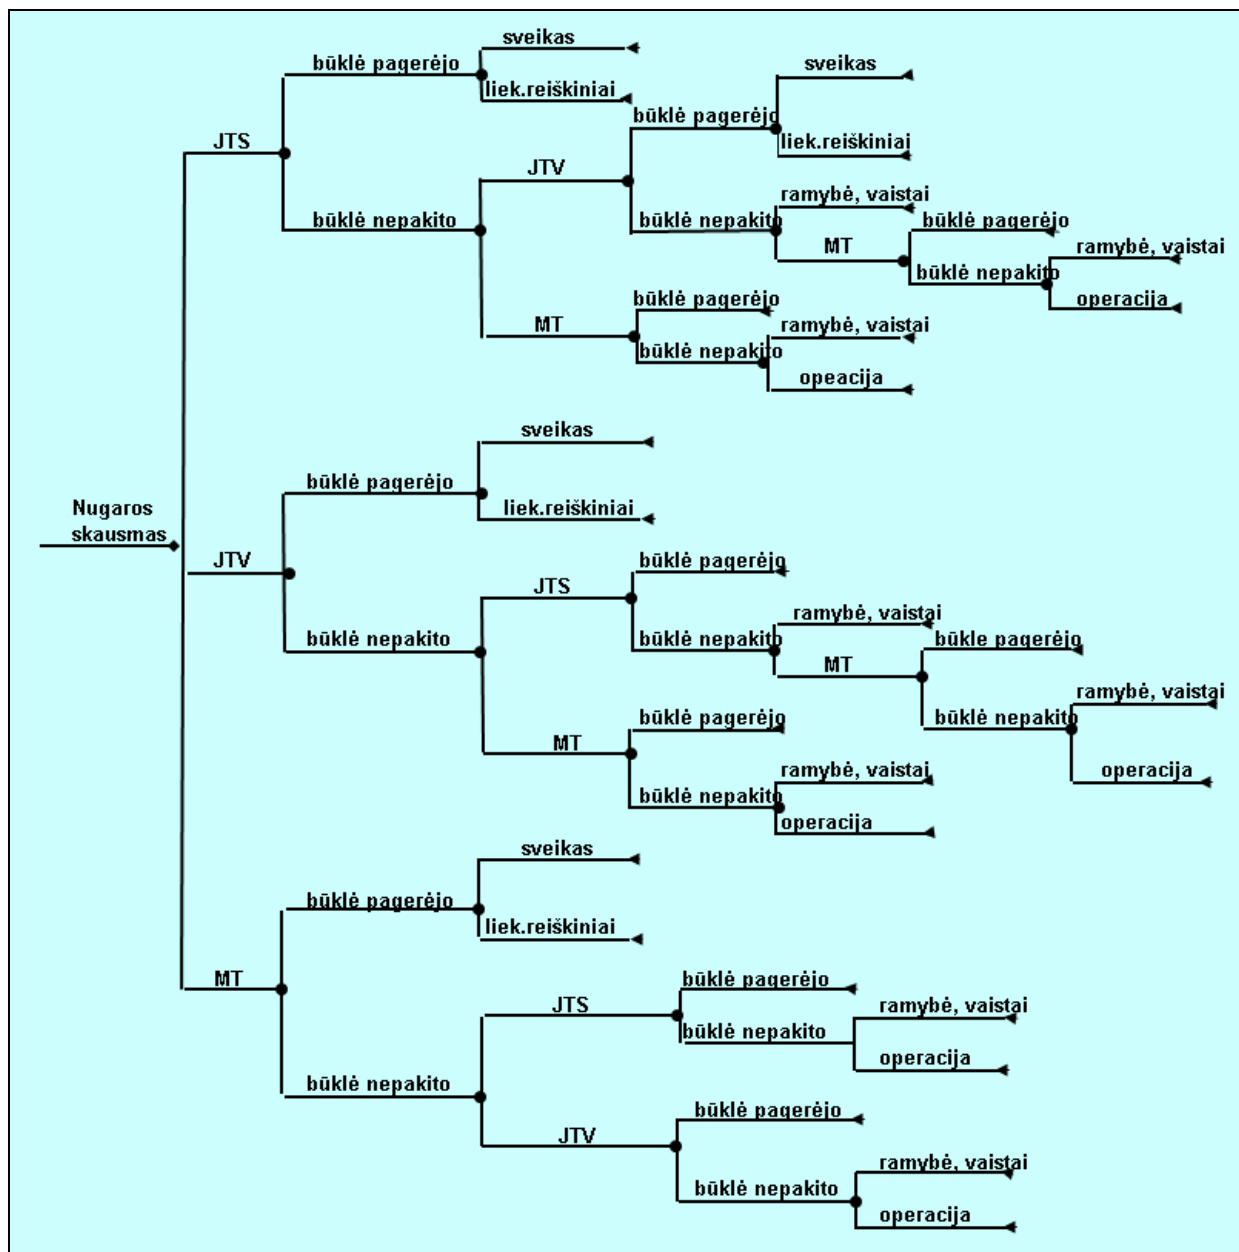 sveikas
būklė pagerėjo
liek.reiškiniai
JTS
sveikas
būklė pagerėjo
liek.reiškiniai
JTV
būklė nepakito
ramybė, vaistai
būklė nepakito
MT
būklė pagerėjo
ramybė, vaistai
būklė nepakito
operacija
būklė pagerėjo
MT
ramybė, vaistai
būklė nepakito
opeacija
Nugaros
skausmas
sveikas
būklė pagerėjo
liek.reiškiniai
JTV
būklė pagerėjo
JTS
ramybė, vaistai
būklė nepakito
būklė nepakito
MT
būkle pagerėjo
ramybė, vaistai
būklė nepakito
operacija
būklė pagerėjo
MT
ramybė, vaistai
būklė nepakito
operacija
sveikas
būklė pagerėjo
liek.reiškiniai
MT
būklė pagerėjo
JTS
ramybė, vaistai
būklė nepakito
operacija
būklė nepakito
būklė pagerėjo
JTV
ramybė, vaistai
būklė nepakito
operacija